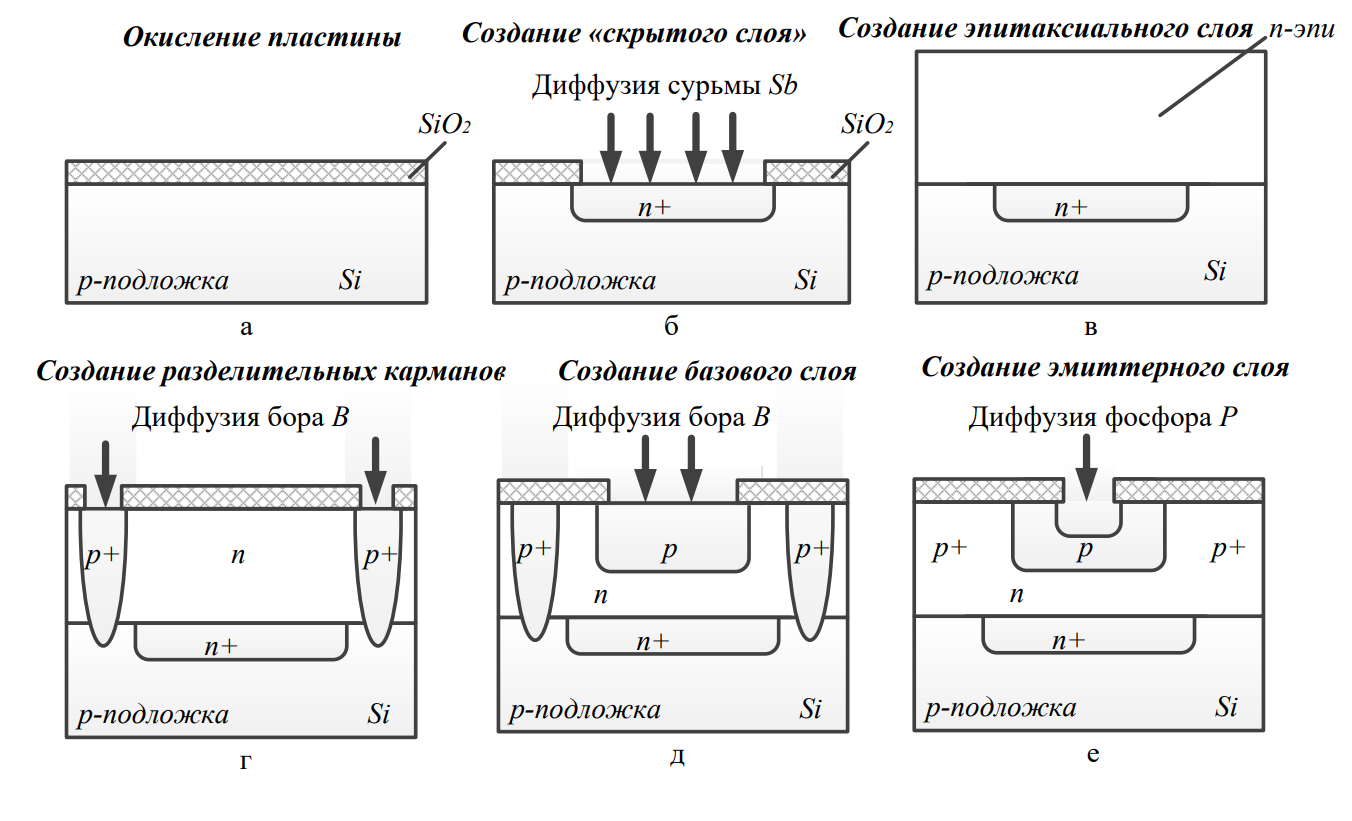 Окисление пластины
Создание «скрытого слоя»
Создание эпитаксиального слоя
n-эпи
Диффузия сурьмы Sb
SiO2
SiO2
n+
n+
p-подложка
Si
p-подложка
Si
p-подложка
Si
а
б
в
Создание разделительных карманов
Создание базового слоя
Создание эмиттерного слоя
Диффузия бора B
Диффузия бора B
Диффузия фосфора P
p+
n
p+
p+
p
p+
p+
p
p+
n
n
n+
n+
n+
p-подложка
Si
p-подложка
Si
p-подложка
Si
г
д
е